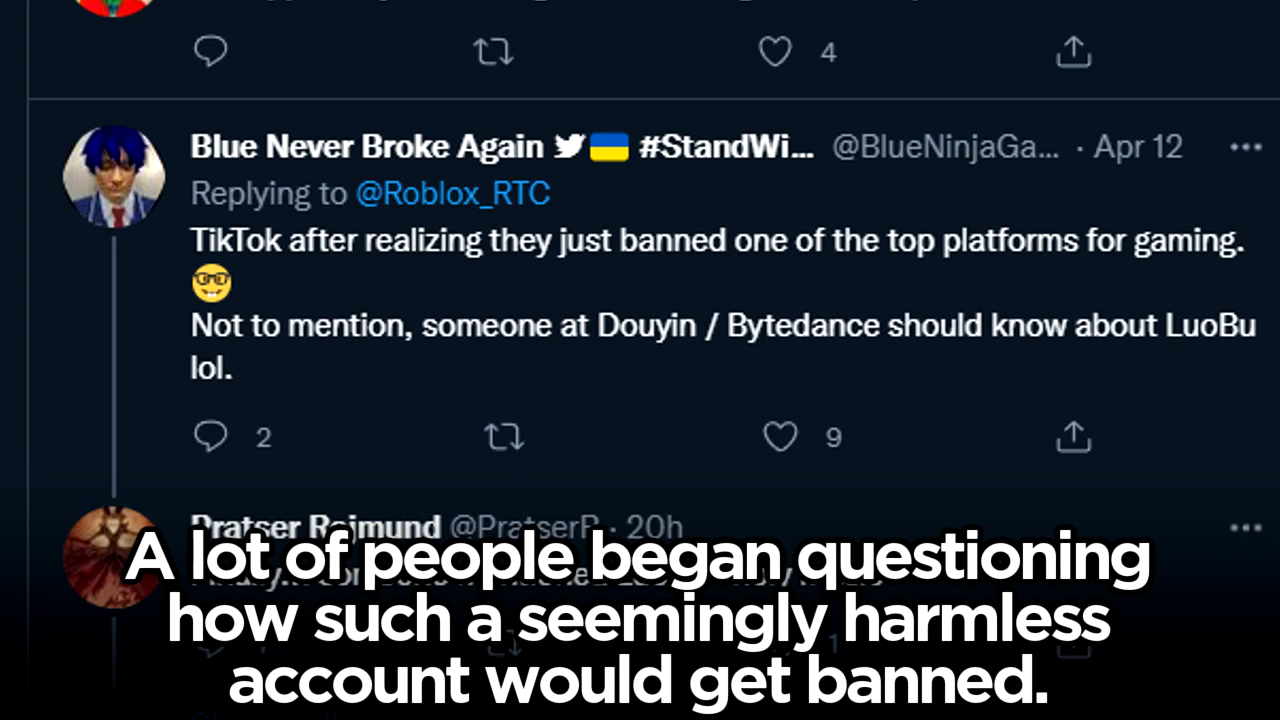 4
Blue Never Broke Again #StandWi... @BlueNinjaGa... · Apr 12
Replying to @Roblox_RTC
TikTok after realizing they just banned one of the top platforms for gaming.
Not to mention, someone at Douyin / Bytedance should know about LuoBu
lol.
2 9
Pratser Rajmund @PratserR · 20h
A lot of people began questioning
how such a seemingly harmless
1
account would get banned.